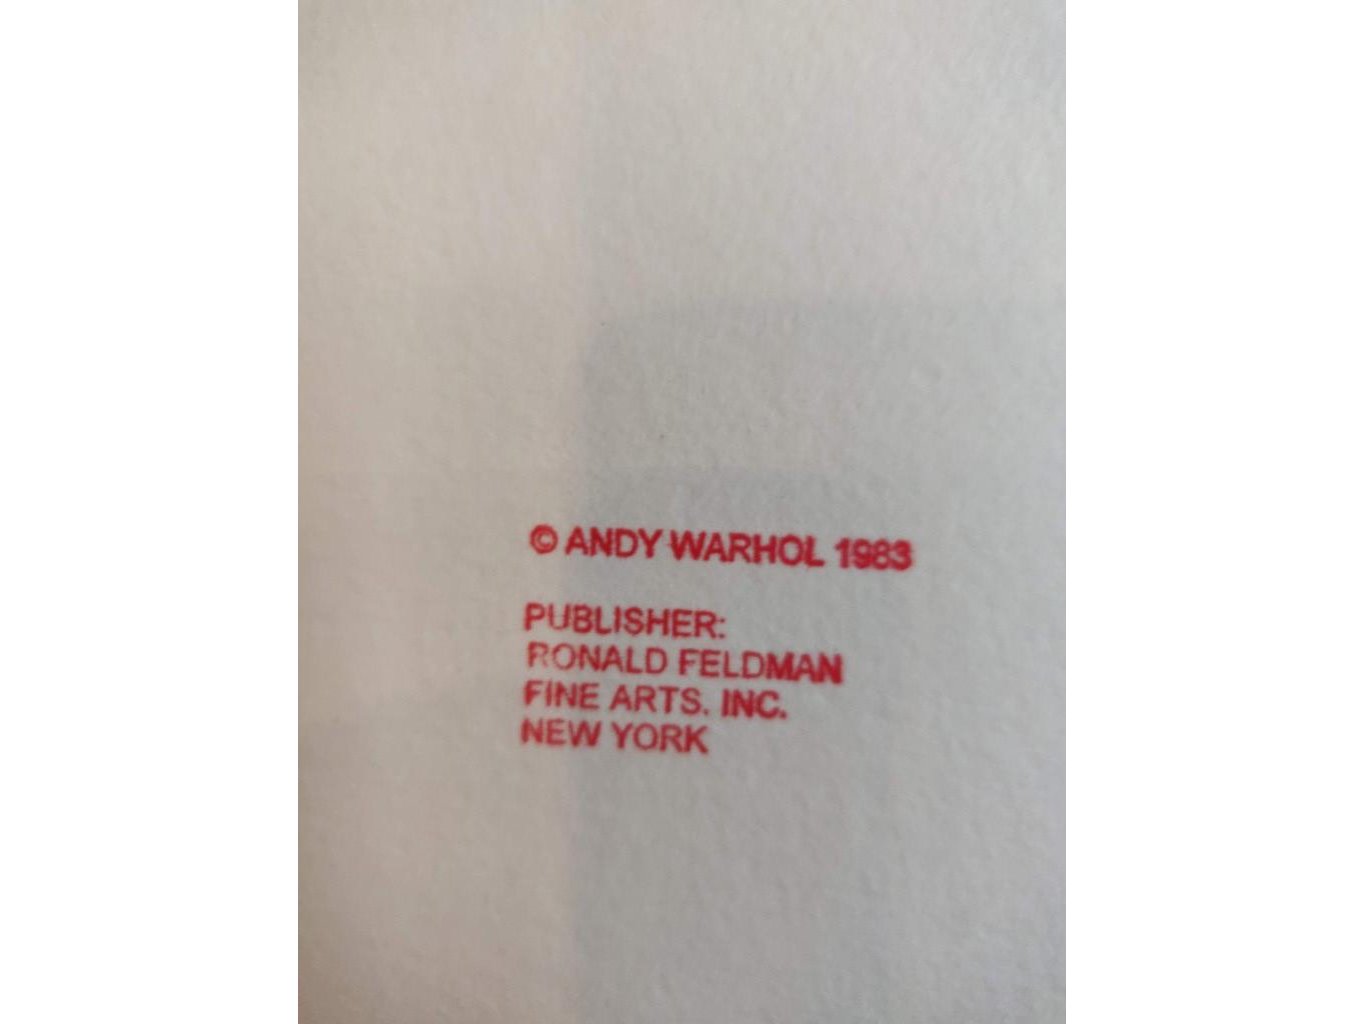 © ANDY WARHOL 1983
PUBLISHER:
RONALD FELDMAN
FINE ARTS. INC.
NEW YORK